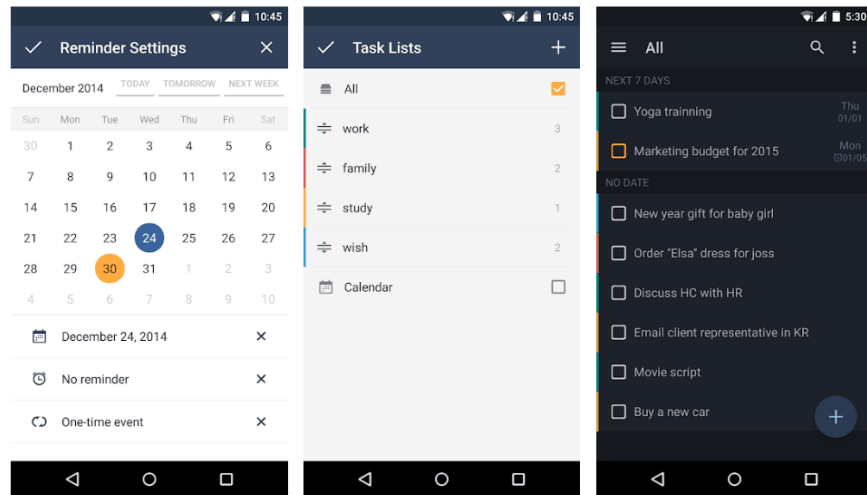 10:45
Reminder Settings
December 2014 TODAY TOMORROW NEXT WEEK
Sun Mon Tue Wed Thu Fri Sat
30 1 2 3 4 5 6
7 8 9 10 11 12 13
14 15 16 17 18 19 20
21 22 23 24 25 26 27
28 29 30 31 1 2 3
4 5 6 7 8 9 10
December 24, 2014
No reminder
One-time event
10:45
Task Lists
All
work 3
family 2
study 1
wish 2
Calendar
5:30
All
NEXT 7 DAYS
Yoga trainning Thu
01/01
Marketing budget for 2015 Mon
01/05
NO DATE
New year gift for baby girl
Order "Elsa" dress for joss
Discuss HC with HR
Email client representative in KR
Movie script
Buy a new car